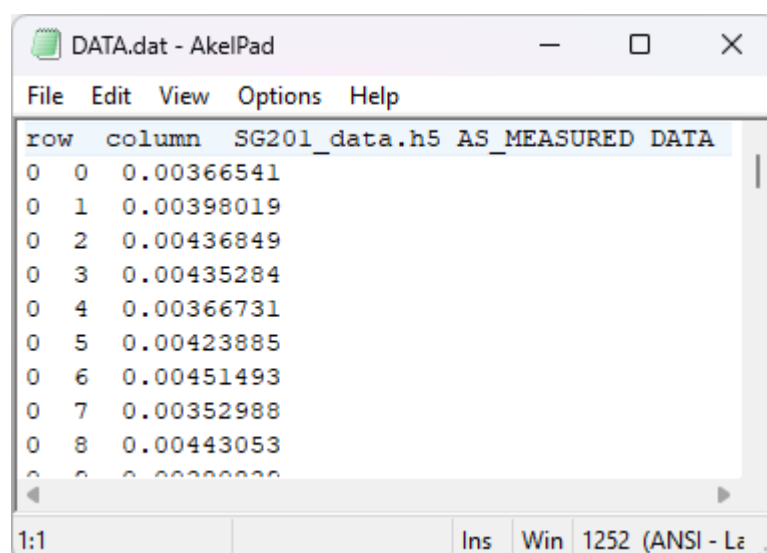 DATA.dat - AkelPad
File Edit View Options Help
row column SG201_data.h5 AS_MEASURED DATA
0 0 0.00366541
0 1 0.00398019
0 2 0.00436849
0 3 0.00435284
0 4 0.00366731
0 5 0.00423885
0 6 0.00451493
0 7 0.00352988
0 8 0.00443053
1:1 Ins Win 1252 (ANSI - La